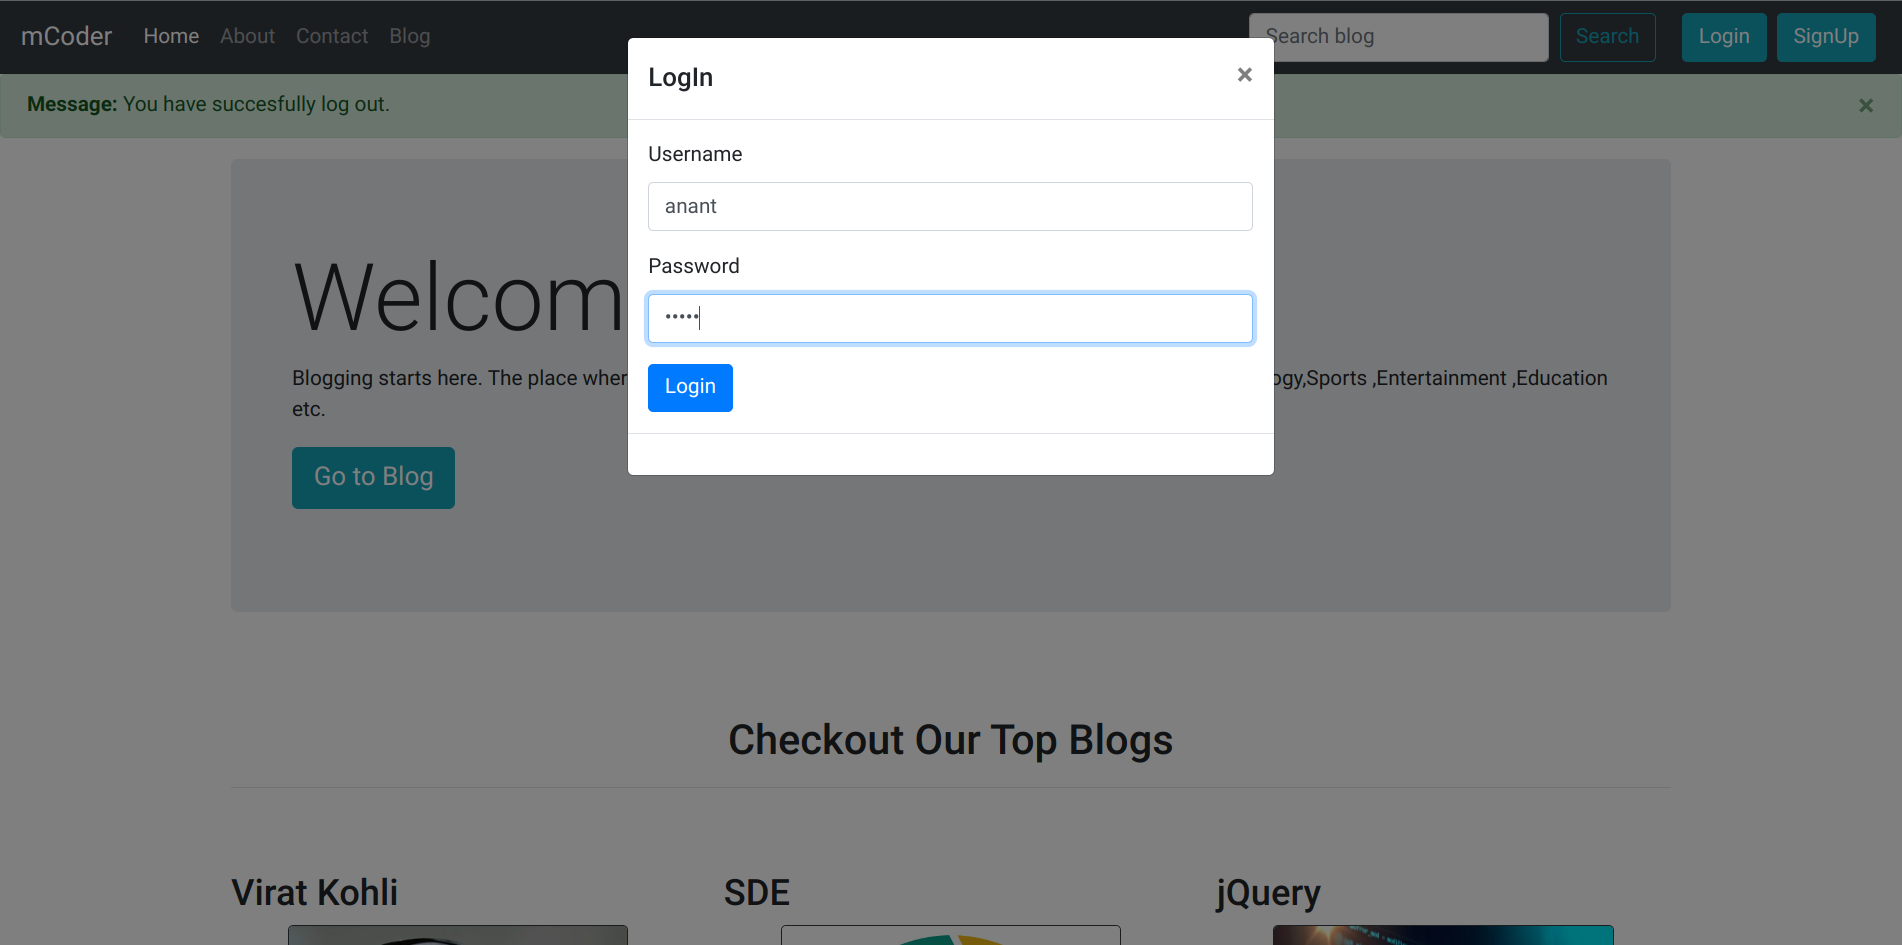 mCoder Home About Contact Blog Search blog Search Login SignUp
Message: You have succesfully log out. ×
LogIn ×
Username
anant
Password
•••••
Login
Welcom
Blogging starts here. The place wher ogy,Sports ,Entertainment ,Education
etc.
Go to Blog
Checkout Our Top Blogs
Virat Kohli SDE jQuery